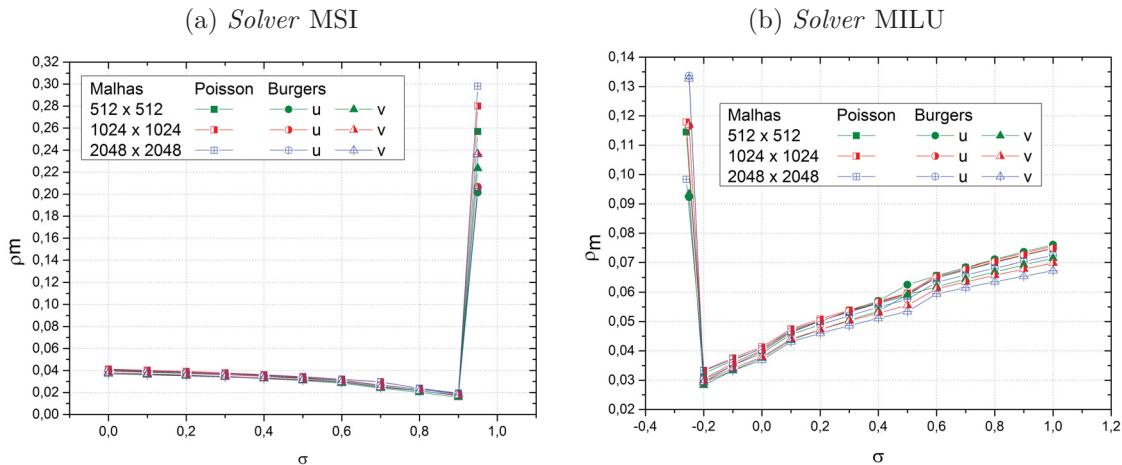 (a) Solver MSI
0,32
0,30
0,28
0,26
0,24
0,22
0,20
0,18
0,16
0,14
0,12
0,10
0,08
0,06
0,04
0,02
0,00
ρm
Malhas Poisson Burgers
512 x 512 u v
1024 x 1024 u v
2048 x 2048 u v
0,0 0,2 0,4 0,6 0,8 1,0
σ
(b) Solver MILU
0,14
0,13
0,12
0,11
0,10
0,09
0,08
0,07
0,06
0,05
0,04
0,03
0,02
ρm
Malhas Poisson Burgers
512 x 512 u v
1024 x 1024 u v
2048 x 2048 u v
-0,4 -0,2 0,0 0,2 0,4 0,6 0,8 1,0 1,2
σ